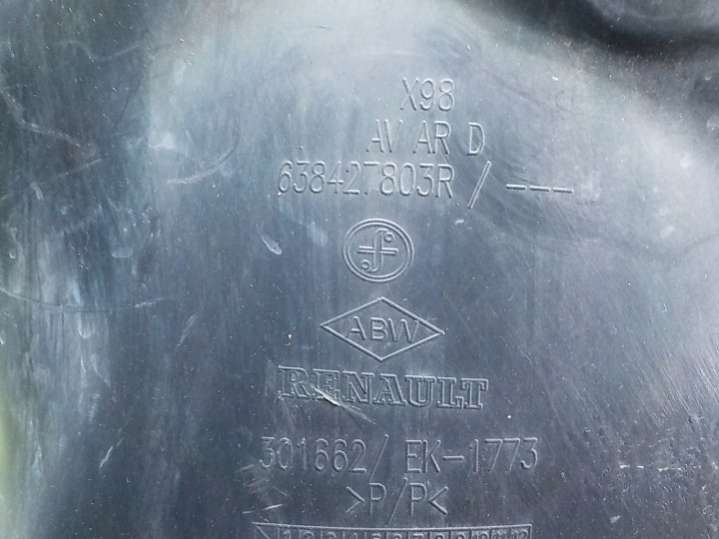 X98
AV AR D
638427803R / ---
ABW
RENAULT
301662/ EK-1773
>P/P<